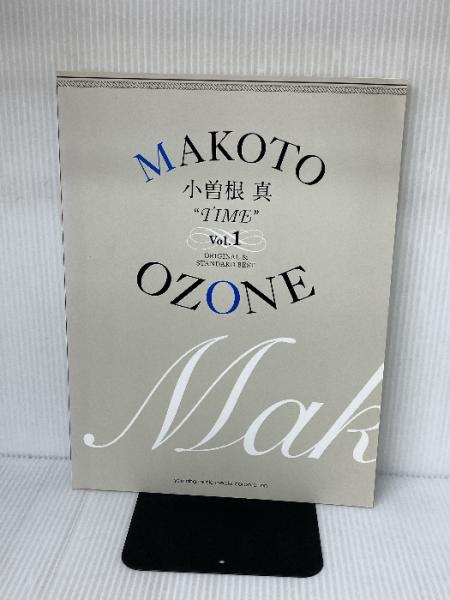 MAKOTO
小曽根 真
"TIME"
Vol.1
ORIGINAL &
STANDARD BEST
OZONE
Mak